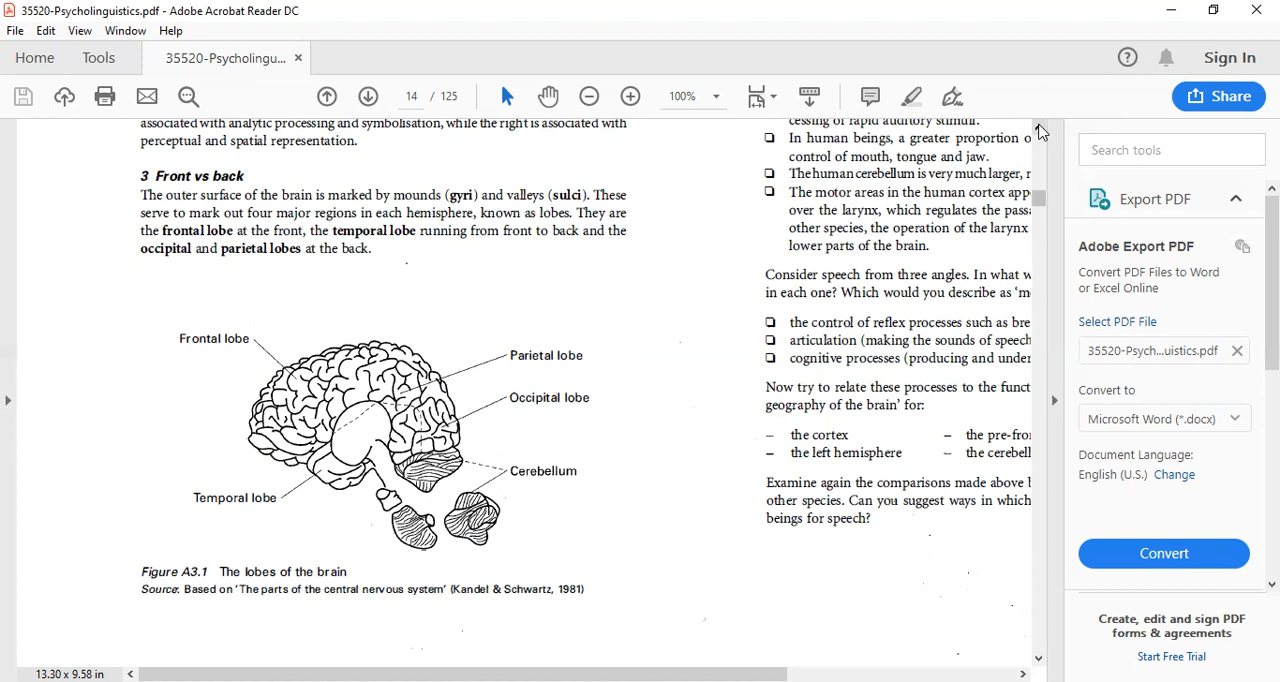 35520-Psycholinguistics.pdf - Adobe Acrobat Reader DC
File Edit View Window Help
Home Tools 35520-Psycholingu... × Sign In
14 / 125 100% Share
associated with analytic processing and symbolisation, while the right is associated with
perceptual and spatial representation.
3 Front vs back
The outer surface of the brain is marked by mounds (gyri) and valleys (sulci). These
serve to mark out four major regions in each hemisphere, known as lobes. They are
the frontal lobe at the front, the temporal lobe running from front to back and the
occipital and parietal lobes at the back.
Frontal lobe
Parietal lobe
Occipital lobe
Cerebellum
Temporal lobe
Figure A3.1 The lobes of the brain
Source: Based on 'The parts of the central nervous system' (Kandel & Schwartz, 1981)
cessing of rapid auditory stimuli.
❑ In human beings, a greater proportion o
control of mouth, tongue and jaw.
❑ The human cerebellum is very much larger, r
❑ The motor areas in the human cortex app
over the larynx, which regulates the passa
other species, the operation of the larynx
lower parts of the brain.
Consider speech from three angles. In what w
in each one? Which would you describe as 'm
❑ the control of reflex processes such as bre
❑ articulation (making the sounds of speech
❑ cognitive processes (producing and under
Now try to relate these processes to the funct
geography of the brain' for:
– the cortex – the pre-fron
– the left hemisphere – the cerebell
Examine again the comparisons made above b
other species. Can you suggest ways in which
beings for speech?
Search tools
Export PDF
Adobe Export PDF
Convert PDF Files to Word
or Excel Online
Select PDF File
35520-Psych...uistics.pdf
Convert to
Microsoft Word (*.docx)
Document Language:
English (U.S.) Change
Convert
Create, edit and sign PDF
forms & agreements
Start Free Trial
13.30 x 9.58 in